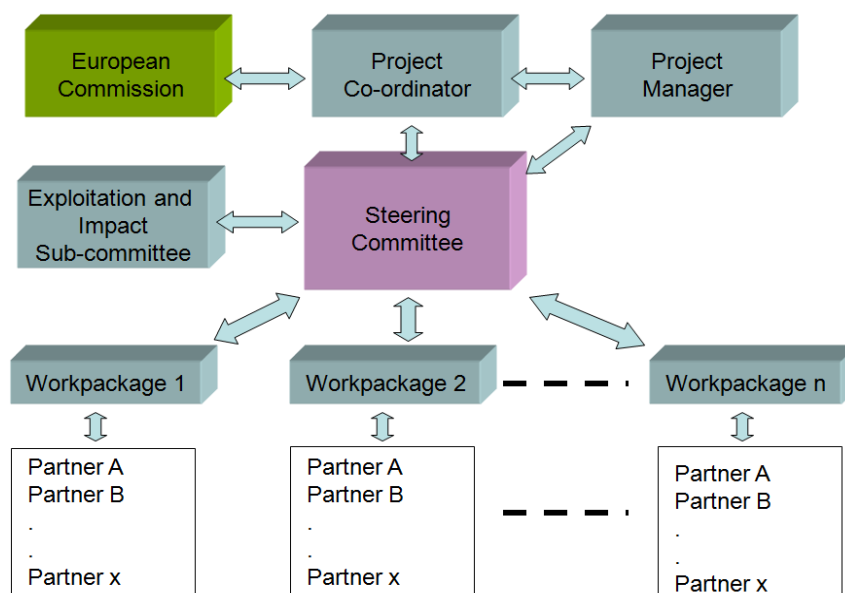 European
Commission
Project
Co-ordinator
Project
Manager
Exploitation and
Impact
Sub-committee
Steering
Committee
Workpackage 1
Workpackage 2
Workpackage n
Partner A
Partner B
.
.
Partner x
Partner A
Partner B
.
.
Partner x
Partner A
Partner B
.
.
Partner x